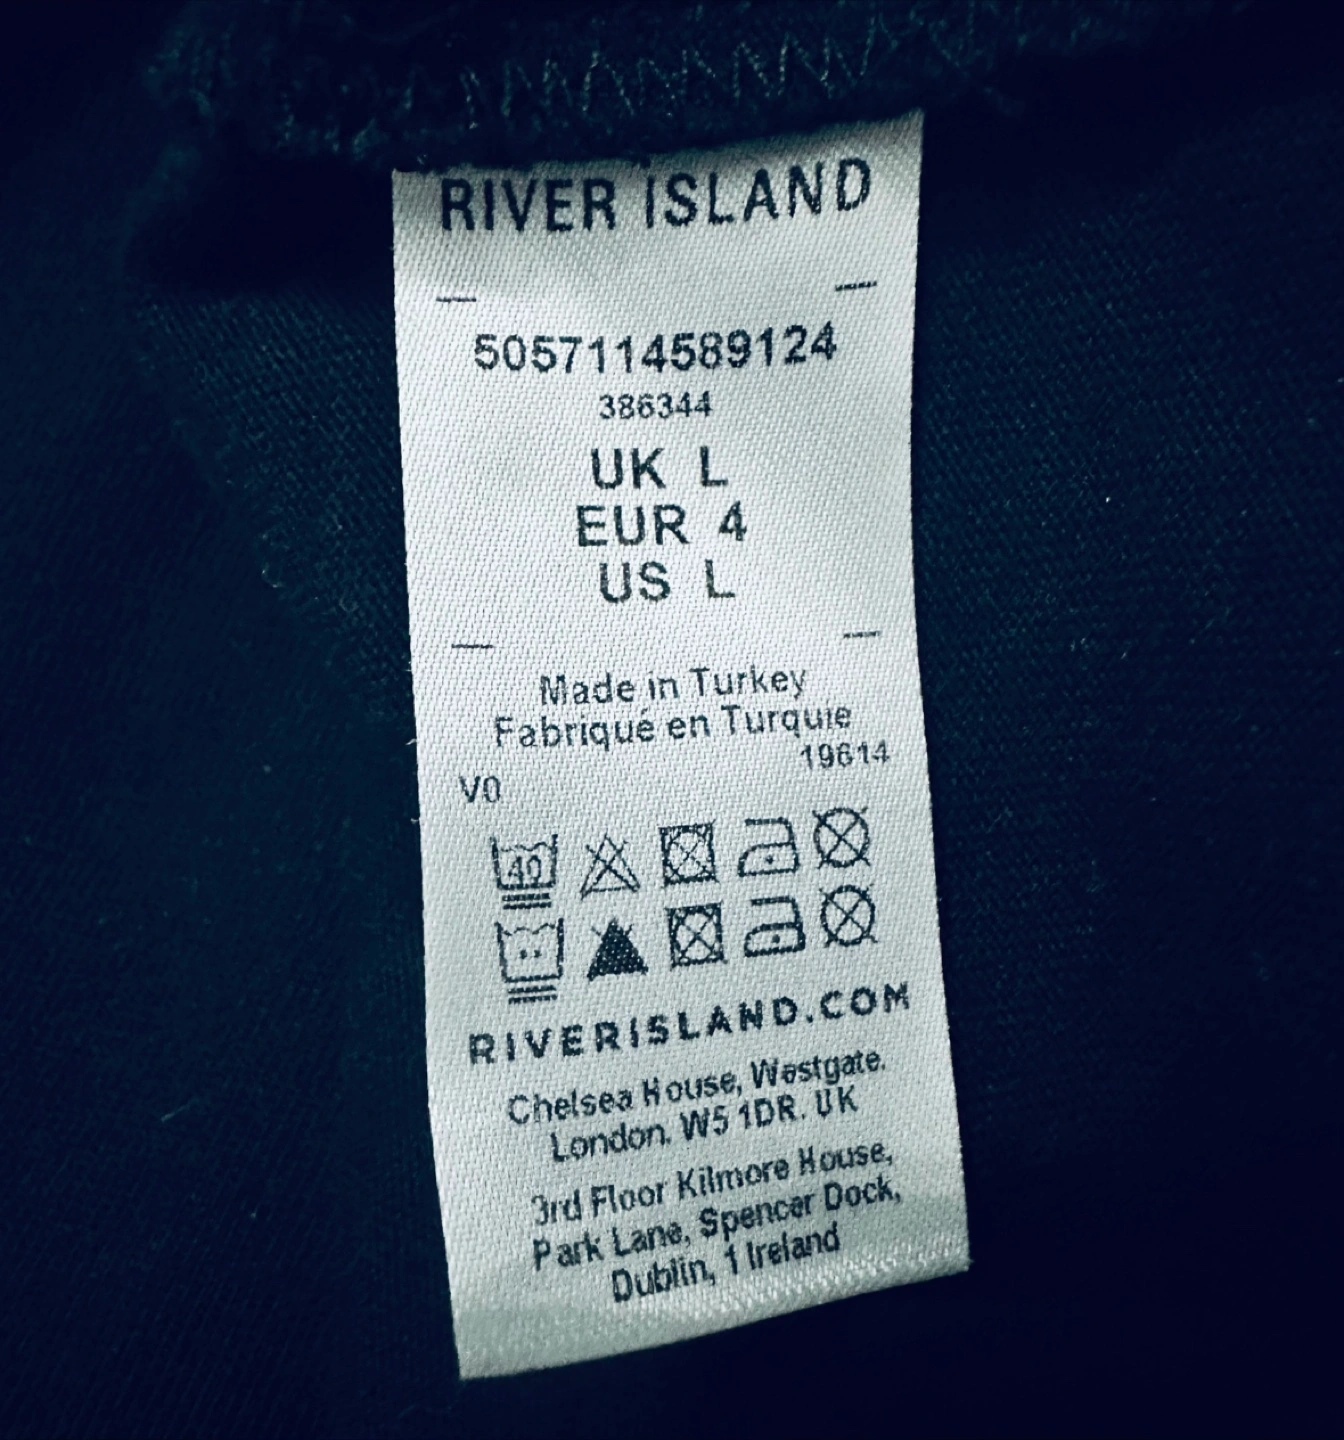 RIVER ISLAND
5057114589124
386344
UK L
EUR 4
US L
Made in Turkey
Fabriqué en Turquie
19614
V0
40
RIVERISLAND.COM
Chelsea House, Westgate.
London. W5 1DR. UK
3rd Floor Kilmore House,
Park Lane, Spencer Dock,
Dublin, 1 Ireland